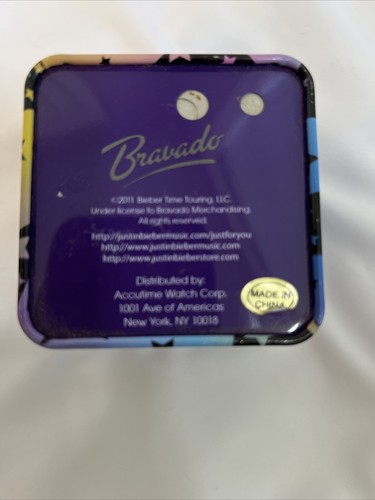 Bravado
©2011 Bieber Time Touring, LLC.
Under license to Bravado Merchandising.
All rights reserved.
http://justinbiebermusic.com/justforyou
http://www.justinbiebermusic.com
http://www.justinbieberstore.com
Distributed by:
Accutime Watch Corp.
1001 Ave of Americas
New York, NY 10018
MADE IN
CHINA